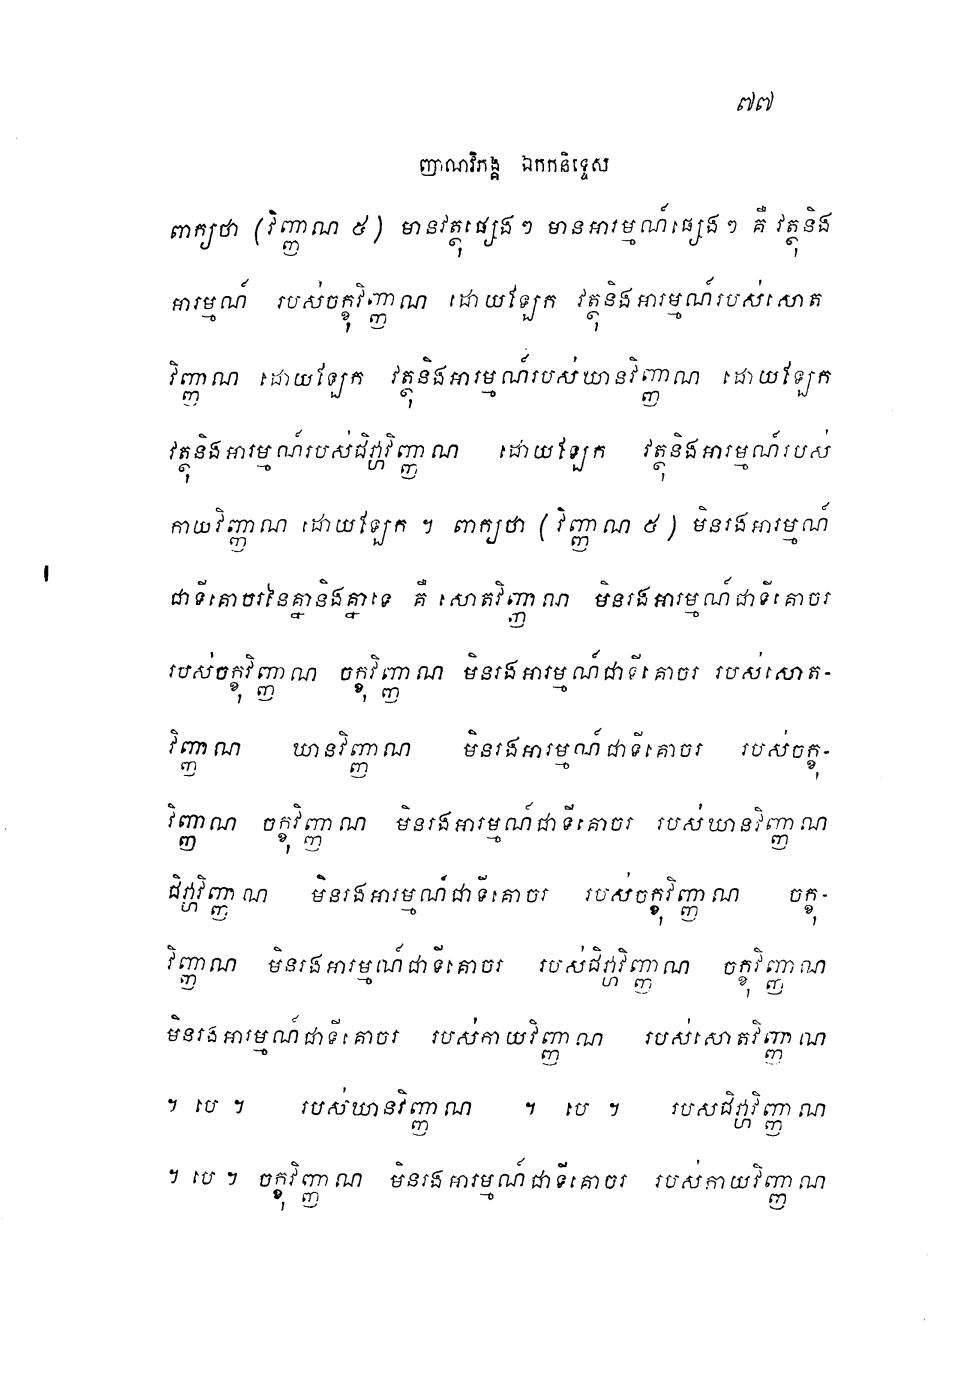 ៧៧
ញាណវិភង្គ ឯកកនិទ្ទេស
ពាក្យថា (វិញ្ញាណ ៥) មានវត្ថុផ្សេងៗ មានអារម្មណ៍ផ្សេងៗ គឺ វត្ថុនិង
អារម្មណ៍ របស់ចក្ខុវិញ្ញាណ ដោយឡែក វត្ថុនិងអារម្មណ៍របស់សោត
វិញ្ញាណ ដោយឡែក វត្ថុនិងអារម្មណ៍របស់ឃានវិញ្ញាណ ដោយឡែក
វត្ថុនិងអារម្មណ៍របស់ជិវ្ហាវិញ្ញាណ ដោយឡែក វត្ថុនិងអារម្មណ៍របស់
កាយវិញ្ញាណ ដោយឡែក ។ ពាក្យថា (វិញ្ញាណ ៥) មិនរងអារម្មណ៍
ជាទីគោចរនៃគ្នានិងគ្នាទេ គឺ សោតវិញ្ញាណ មិនរងអារម្មណ៍ជាទីគោចរ
របស់ចក្ខុវិញ្ញាណ ចក្ខុវិញ្ញាណ មិនរងអារម្មណ៍ជាទីគោចរ របស់សោត-
វិញ្ញាណ ឃានវិញ្ញាណ មិនរងអារម្មណ៍ជាទីគោចរ របស់ចក្ខុ-
វិញ្ញាណ ចក្ខុវិញ្ញាណ មិនរងអារម្មណ៍ជាទីគោចរ របស់ឃានវិញ្ញាណ
ជិវ្ហាវិញ្ញាណ មិនរងអារម្មណ៍ជាទីគោចរ របស់ចក្ខុវិញ្ញាណ ចក្ខុ-
វិញ្ញាណ មិនរងអារម្មណ៍ជាទីគោចរ របស់ជិវ្ហាវិញ្ញាណ ចក្ខុវិញ្ញាណ
មិនរងអារម្មណ៍ជាទីគោចរ របស់កាយវិញ្ញាណ របស់សោតវិញ្ញាណ
។ បេ ។ របស់ឃានវិញ្ញាណ ។ បេ ។ របសជិវ្ហាវិញ្ញាណ
។ បេ ។ ចក្ខុវិញ្ញាណ មិនរងអារម្មណ៍ជាទីគោចរ របស់កាយវិញ្ញាណ